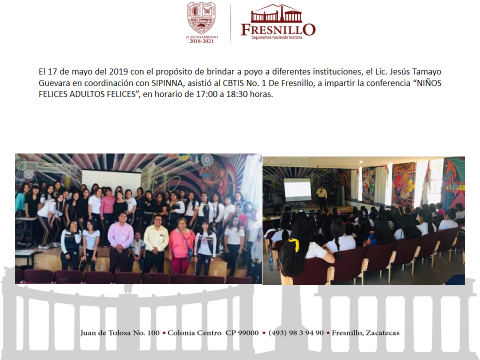 H. AYUNTAMIENTO
2018-2021
FRESNILLO
Seguiremos haciendo historia
El 17 de mayo del 2019 con el propósito de brindar a poyo a diferentes instituciones, el Lic. Jesús Tamayo
Guevara en coordinación con SIPINNA, asistió al CBTIS No. 1 De Fresnillo, a impartir la conferencia “NIÑOS
FELICES ADULTOS FELICES”, en horario de 17:00 a 18:30 horas.
Juan de Tolosa No. 100 • Colonia Centro CP 99000 • (493) 98 3 94 90 • Fresnillo, Zacatecas